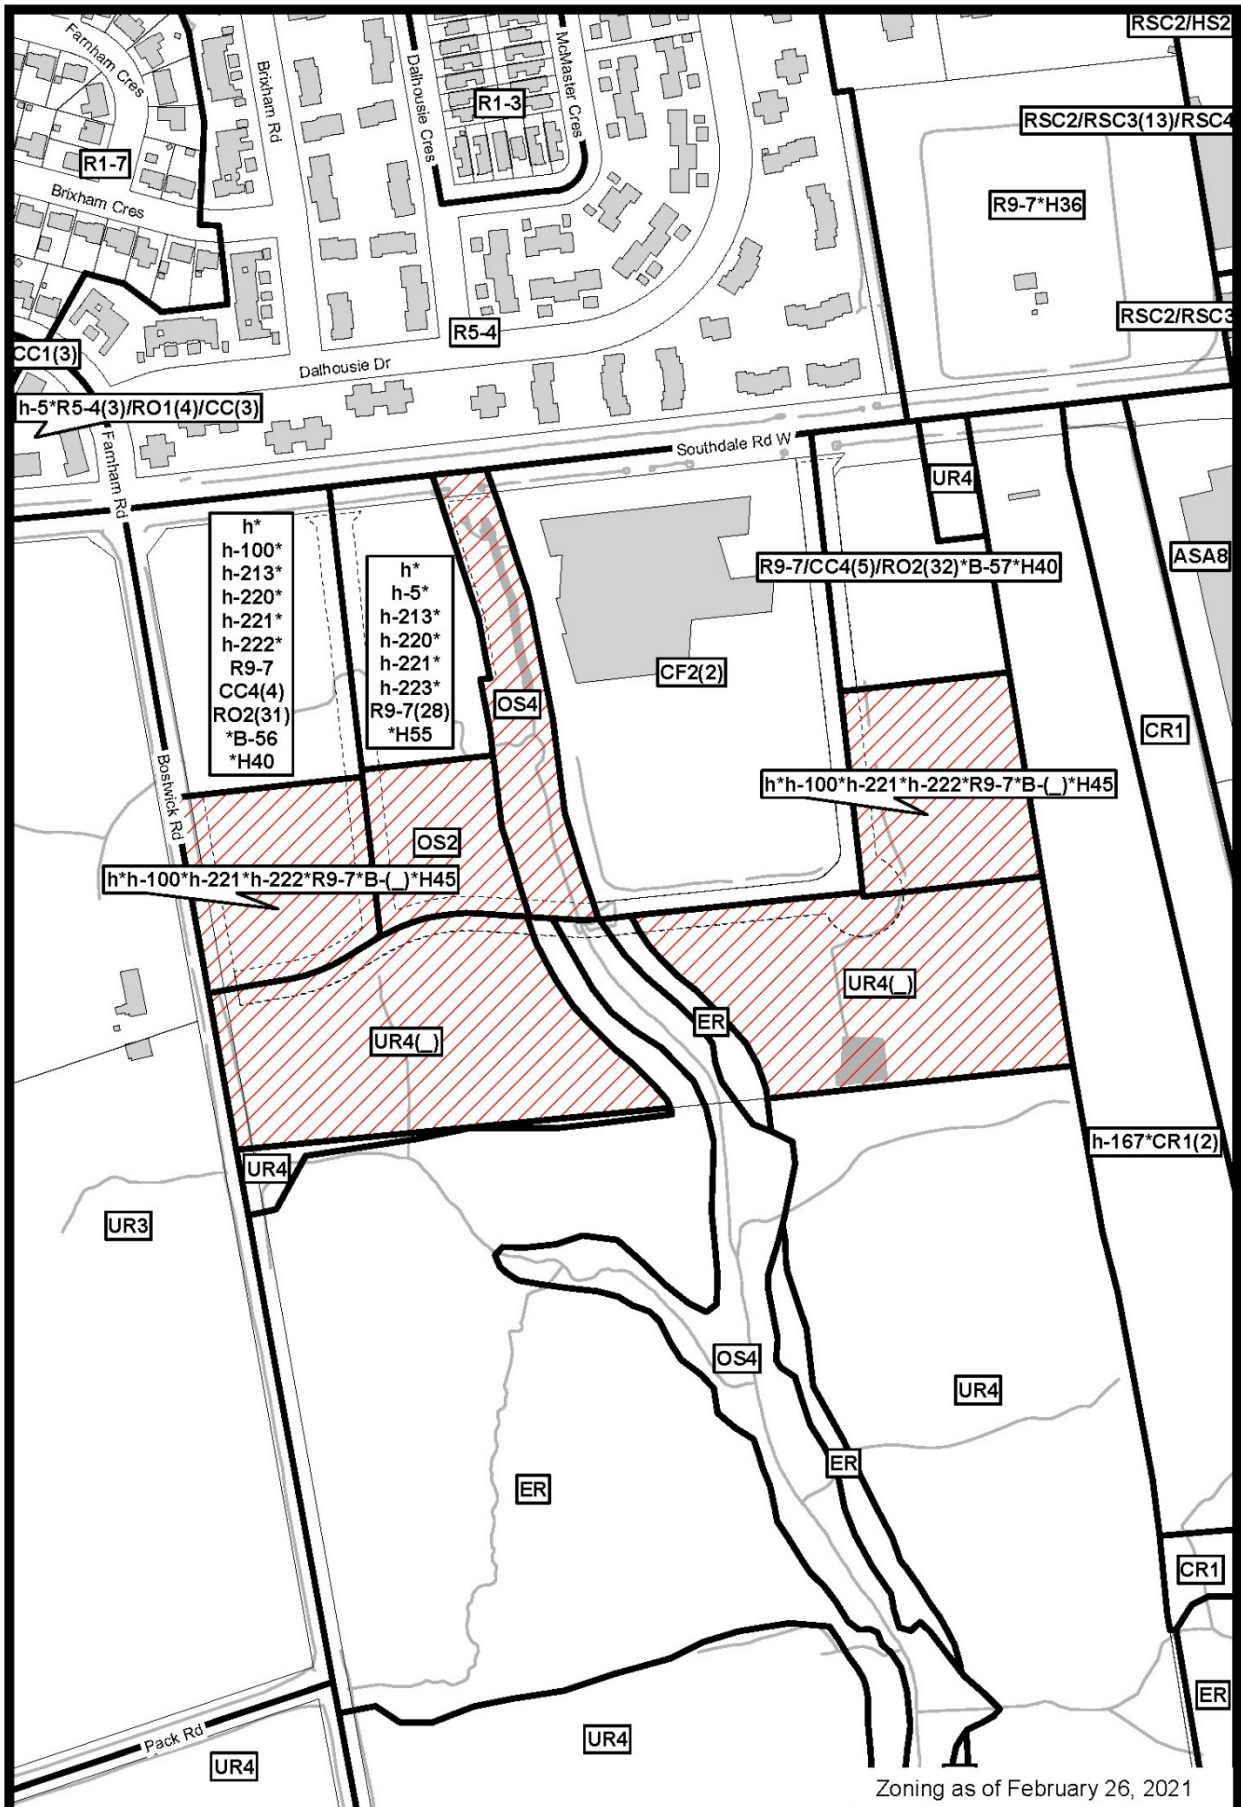 RSC2/HS2
Farnham Cres
Brixham Rd
Dalhousie Cres
McMaster Cres
R1-3
RSC2/RSC3(13)/RSC4
R1-7
Brixham Cres
R9-7*H36
RSC2/RSC3
R5-4
CC1(3)
Dalhousie Dr
h-5*R5-4(3)/RO1(4)/CC(3)
Farnham Rd
Southdale Rd W
UR4
h*
h-100*
h-213*
h-220*
h-221*
h-222*
R9-7
CC4(4)
RO2(31)
*B-56
*H40
h*
h-5*
h-213*
h-220*
h-221*
h-223*
R9-7(28)
*H55
R9-7/CC4(5)/RO2(32)*B-57*H40
ASA8
CF2(2)
OS4
CR1
Bostwick Rd
h*h-100*h-221*h-222*R9-7*B-(_)*H45
OS2
h*h-100*h-221*h-222*R9-7*B-(_)*H45
UR4(_)
ER
UR4(_)
h-167*CR1(2)
UR4
UR3
OS4
UR4
ER
ER
CR1
ER
Pack Rd
UR4
UR4
Zoning as of February 26, 2021